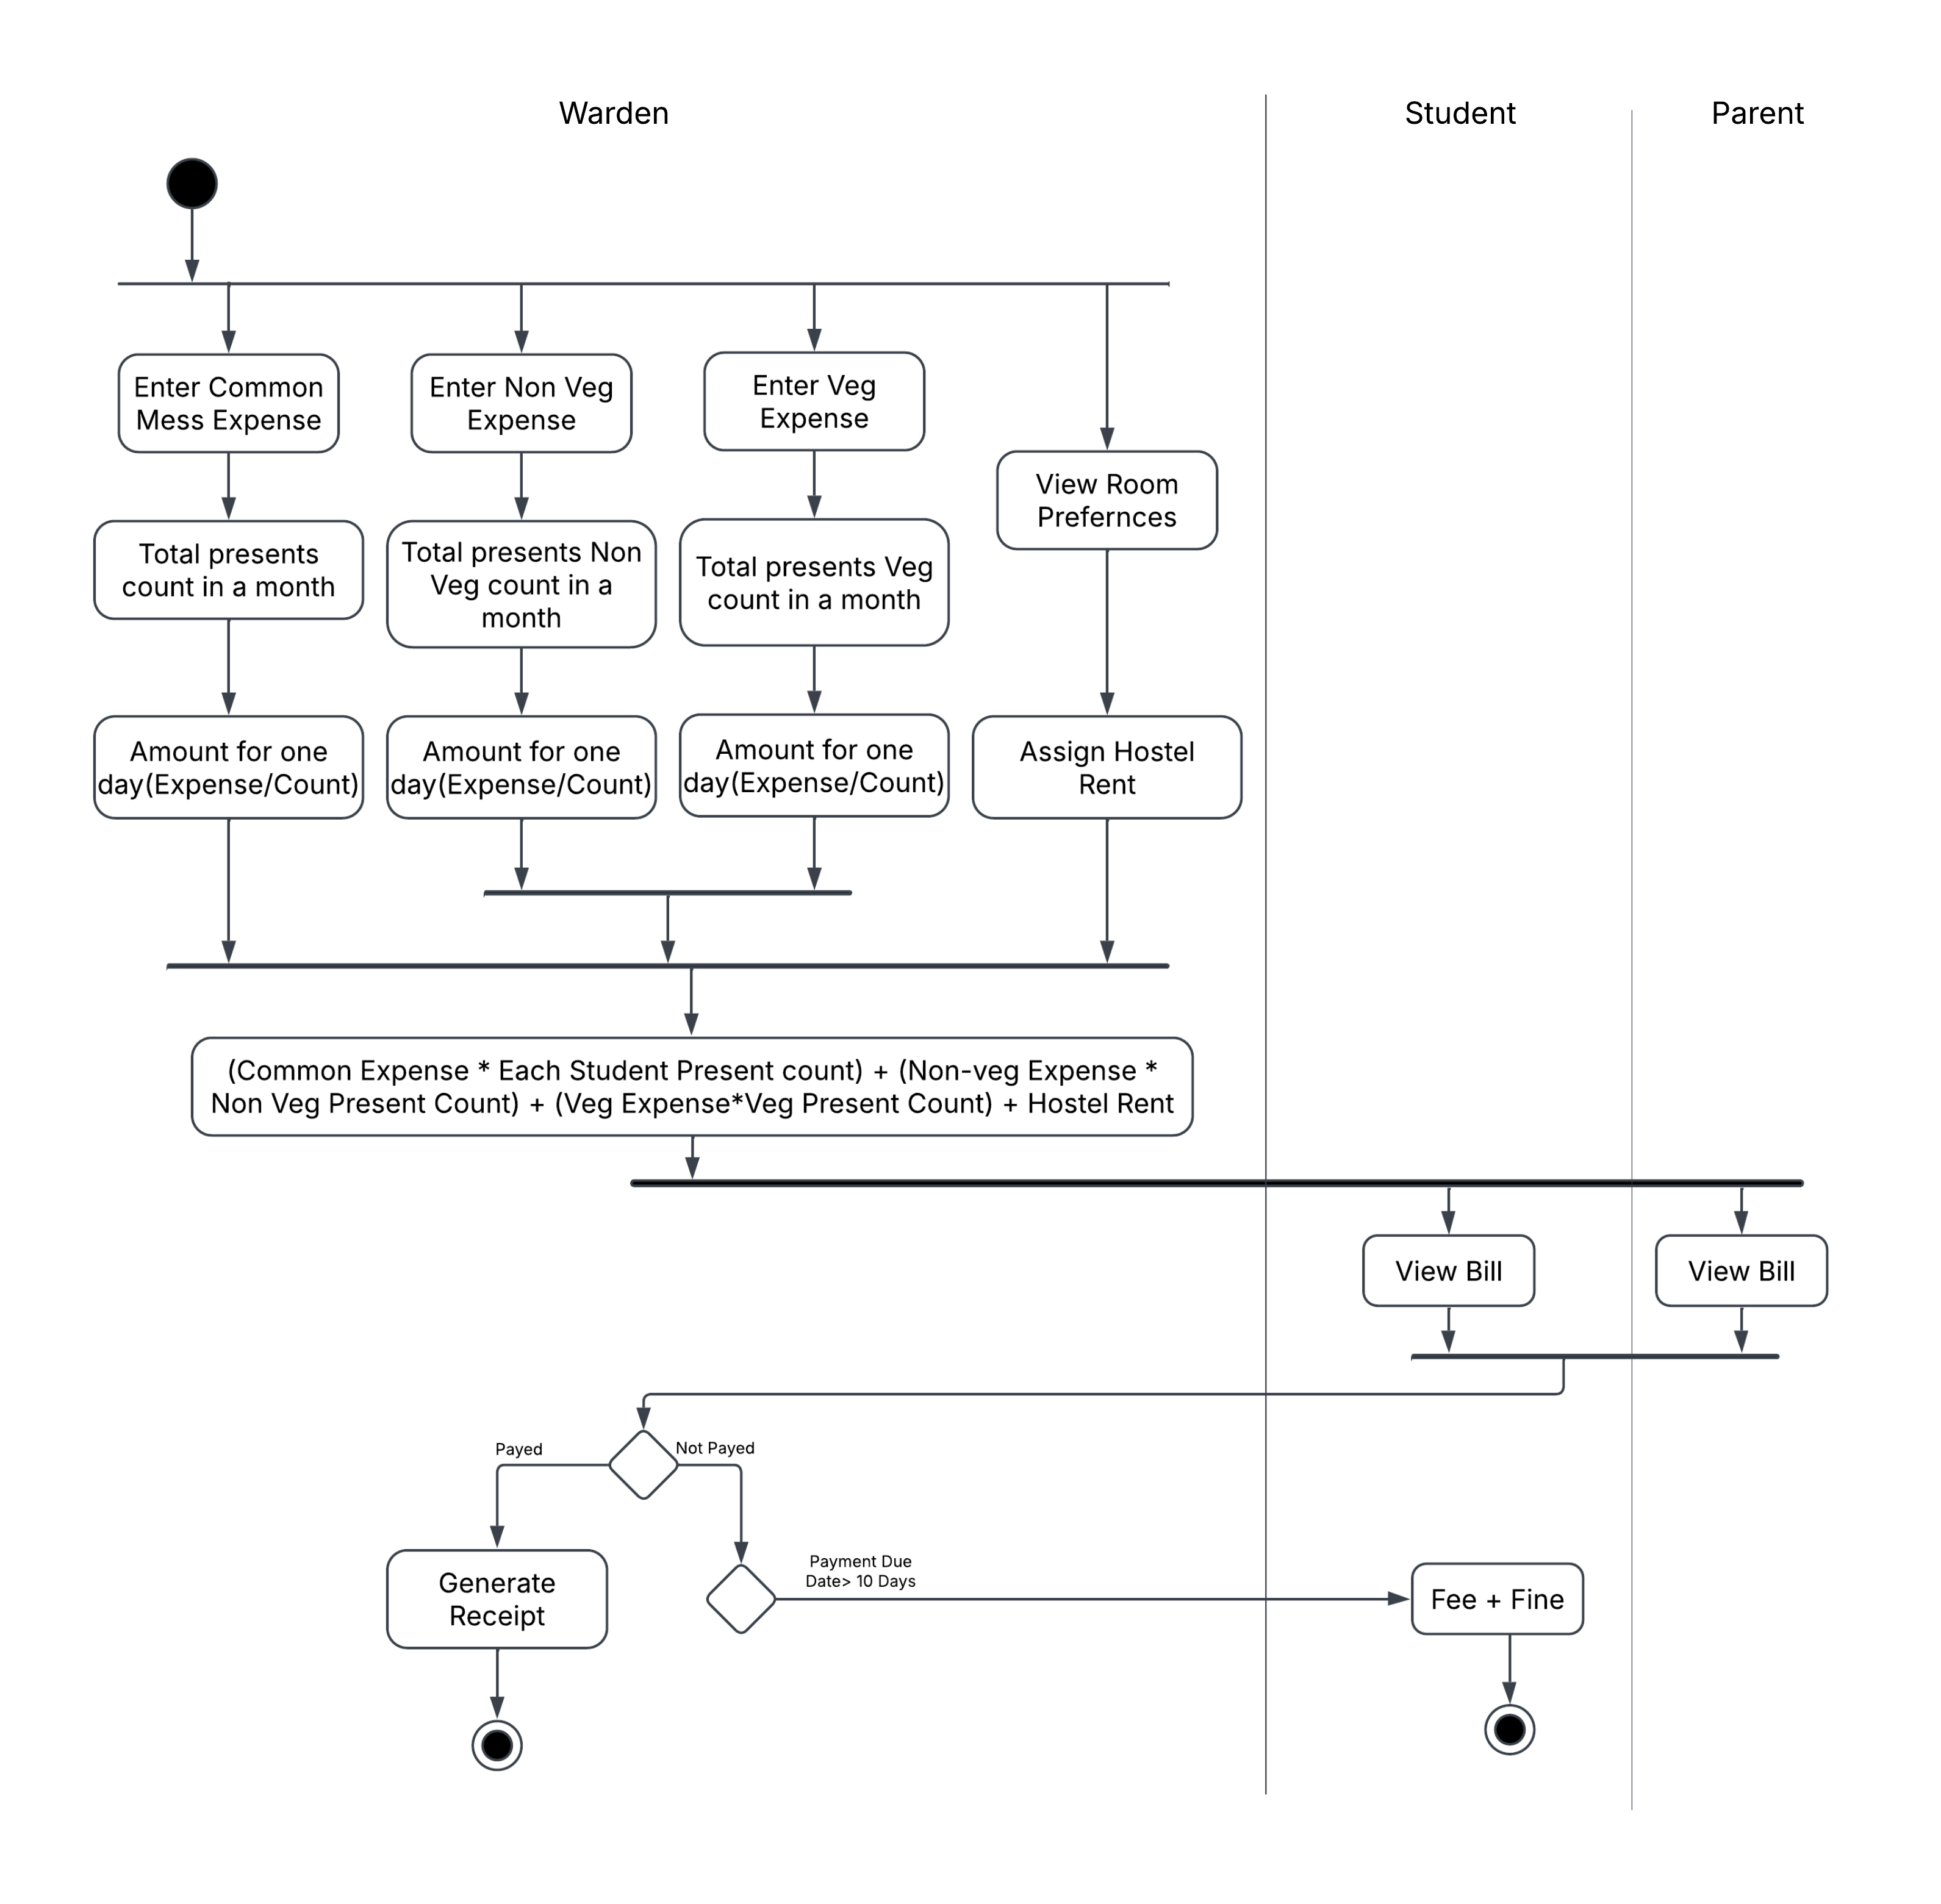 Warden
Student
Parent
Enter Common
Mess Expense
Enter Non Veg
Expense
Enter Veg
Expense
View Room
Prefernces
Total presents
count in a month
Total presents Non
Veg count in a
month
Total presents Veg
count in a month
Amount for one
day(Expense/Count)
Amount for one
day(Expense/Count)
Amount for one
day(Expense/Count)
Assign Hostel
Rent
(Common Expense * Each Student Present count) + (Non-veg Expense *
Non Veg Present Count) + (Veg Expense*Veg Present Count) + Hostel Rent
View Bill
View Bill
Payed
Not Payed
Generate
Receipt
Payment Due
Date> 10 Days
Fee + Fine